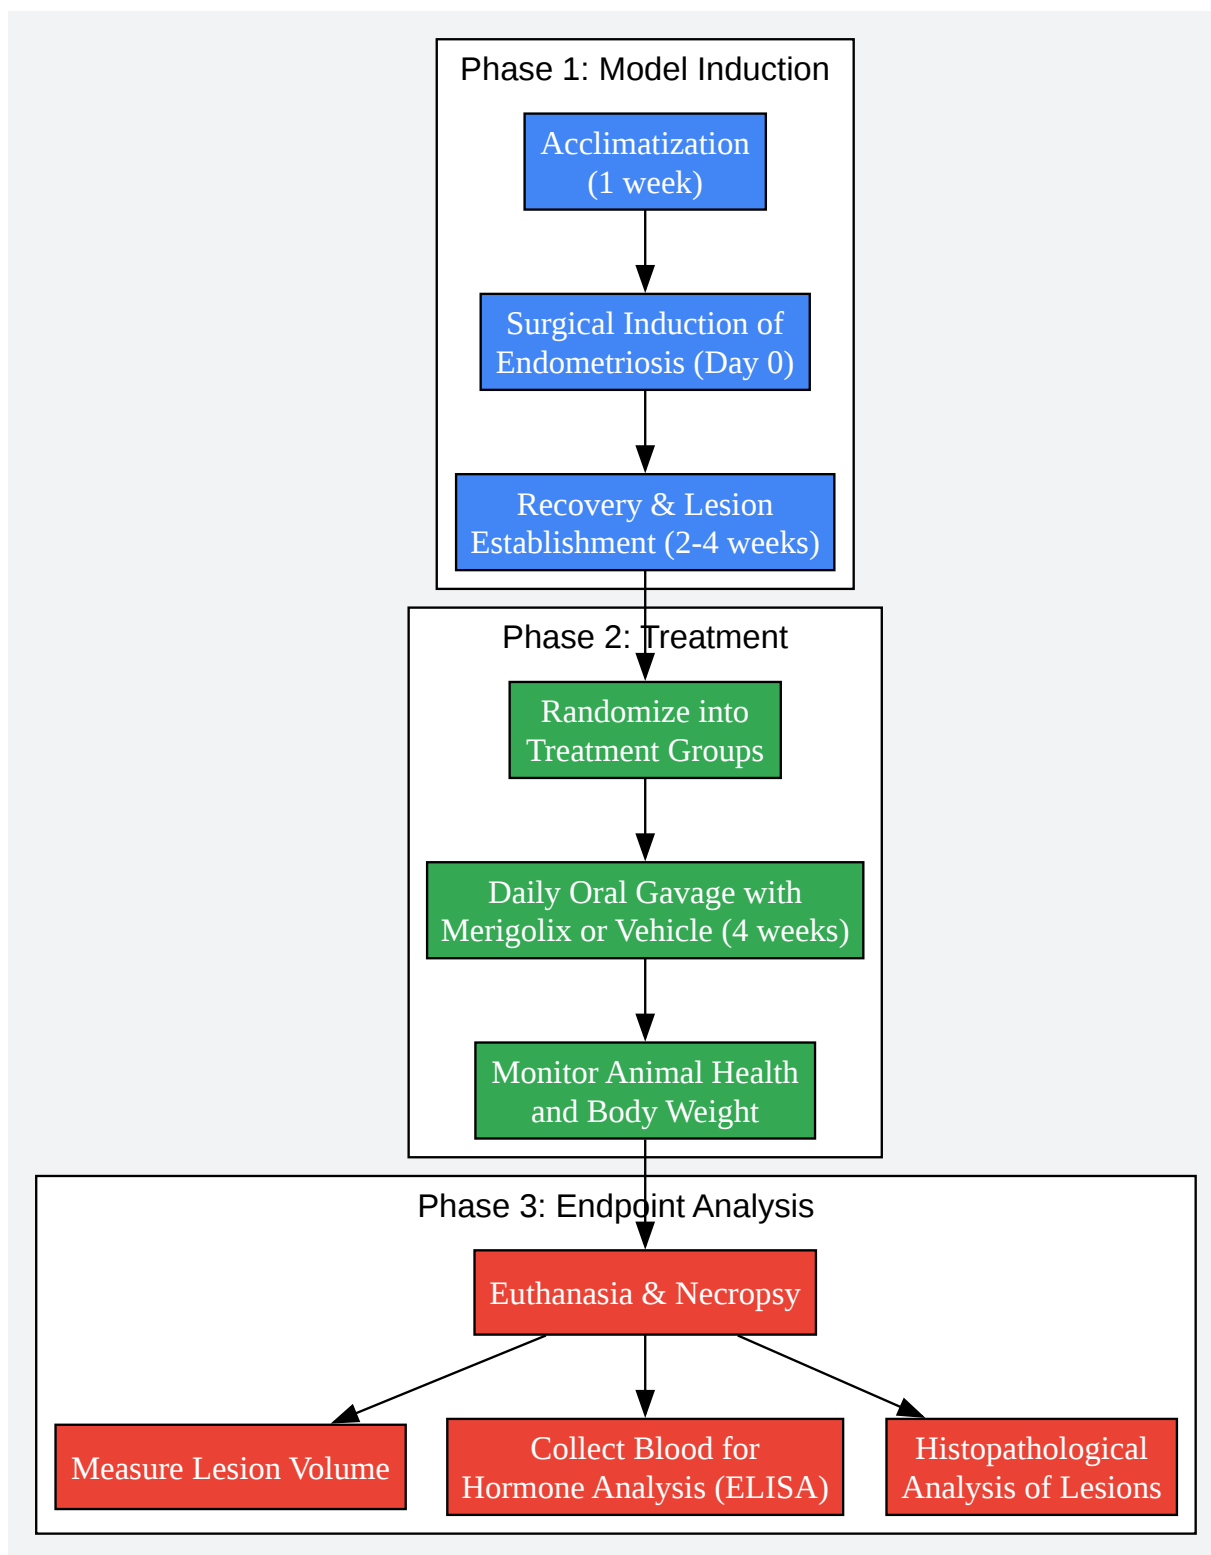 Phase 1: Model Induction
Acclimatization
(1 week)
Surgical Induction of
Endometriosis (Day 0)
Recovery & Lesion
Establishment (2-4 weeks)
Phase 2: Treatment
Randomize into
Treatment Groups
Daily Oral Gavage with
Merigolix or Vehicle (4 weeks)
Monitor Animal Health
and Body Weight
Phase 3: Endpoint Analysis
Euthanasia & Necropsy
Measure Lesion Volume
Collect Blood for
Hormone Analysis (ELISA)
Histopathological
Analysis of Lesions